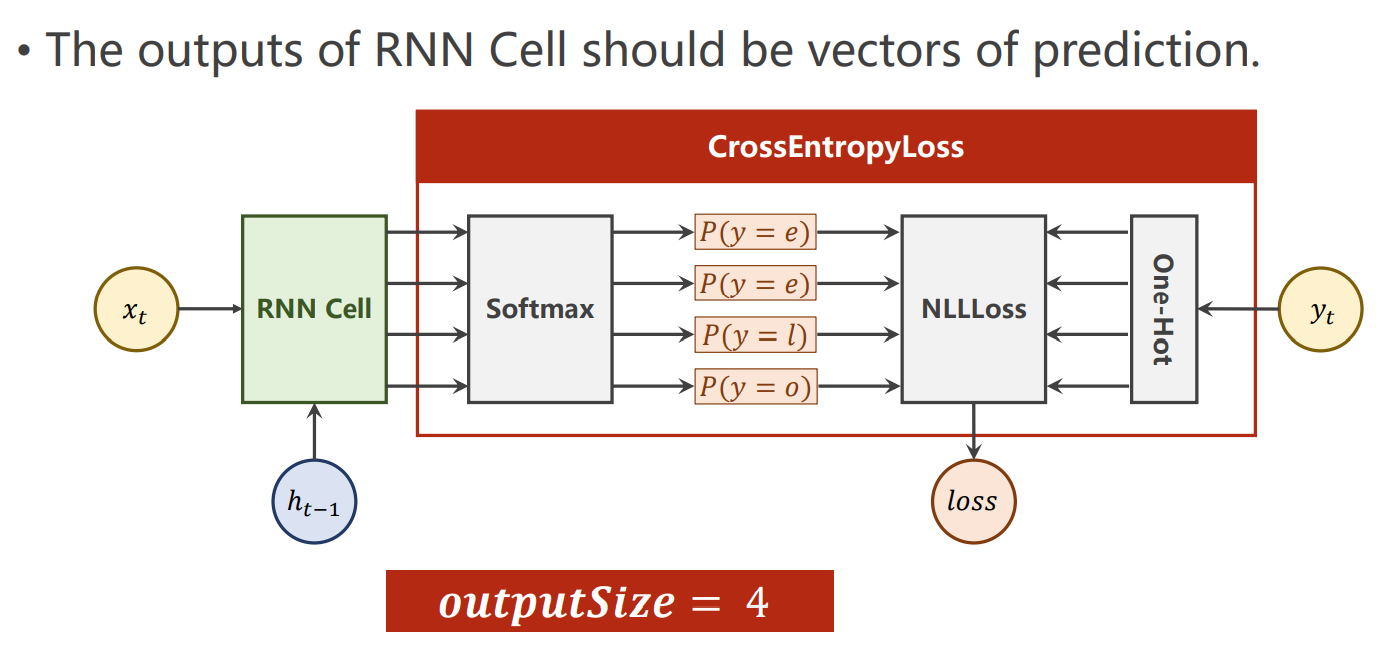 • The outputs of RNN Cell should be vectors of prediction.
CrossEntropyLoss
x_t
RNN Cell
Softmax
P(y = e)
P(y = e)
P(y = l)
P(y = o)
NLLLoss
One-Hot
y_t
h_{t−1}
loss
outputSize = 4